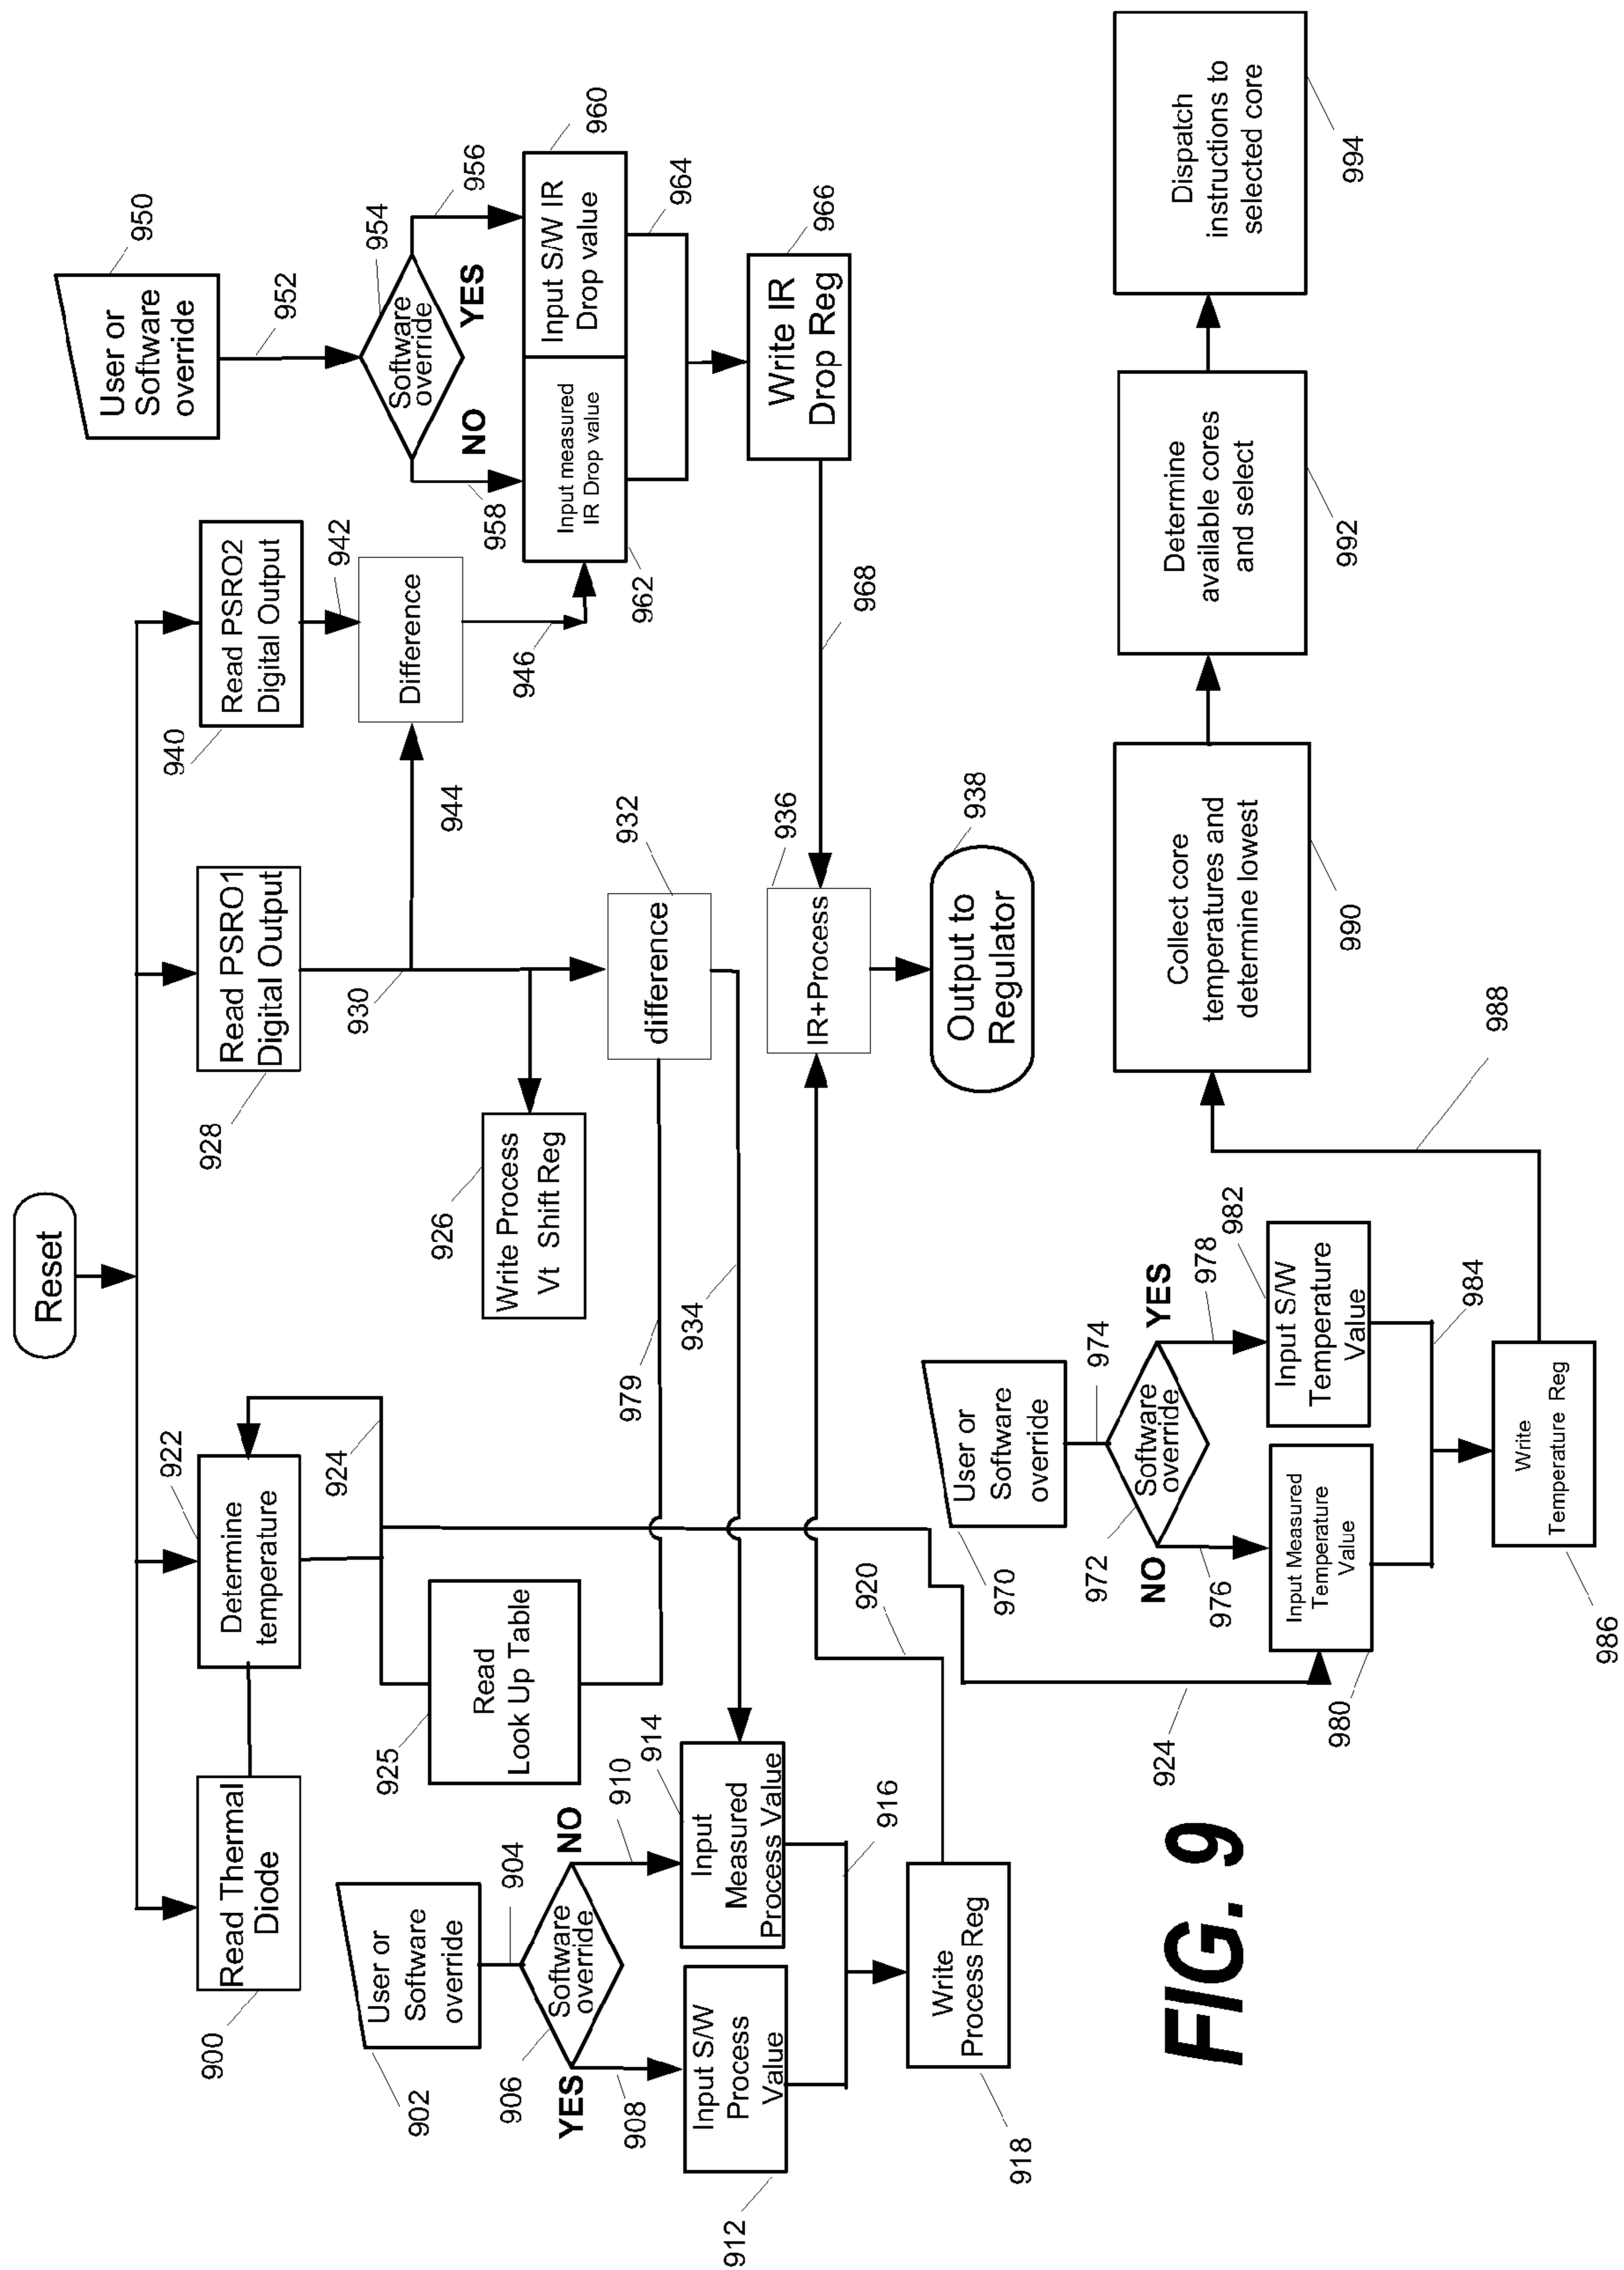 Reset
900
Read Thermal
Diode
922
Determine
temperature
924
928
Read PSRO1
Digital Output
930
940
Read PSRO2
Digital Output
942
944
Difference
946
950
User or
Software
override
952
954
Software
override
NO
YES
956
958
960
Input measured
IR Drop value
Input S/W IR
Drop value
962
964
Write IR
Drop Reg
966
968
925
Read
Look Up Table
979
926
Write Process
Vt Shift Reg
932
difference
934
902
User or
Software
override
904
906
Software
override
YES
NO
908
910
912
Input S/W
Process
Value
914
Input
Measured
Process Value
916
918
Write
Process Reg
920
936
IR+Process
938
Output to
Regulator
924
970
User or
Software
override
974
972
Software
override
NO
YES
976
978
980
Input Measured
Temperature
Value
982
Input S/W
Temperature
Value
984
986
Write
Temperature Reg
988
Collect core
temperatures and
determine lowest
990
Determine
available cores
and select
992
Dispatch
instructions to
selected core
994
FIG. 9